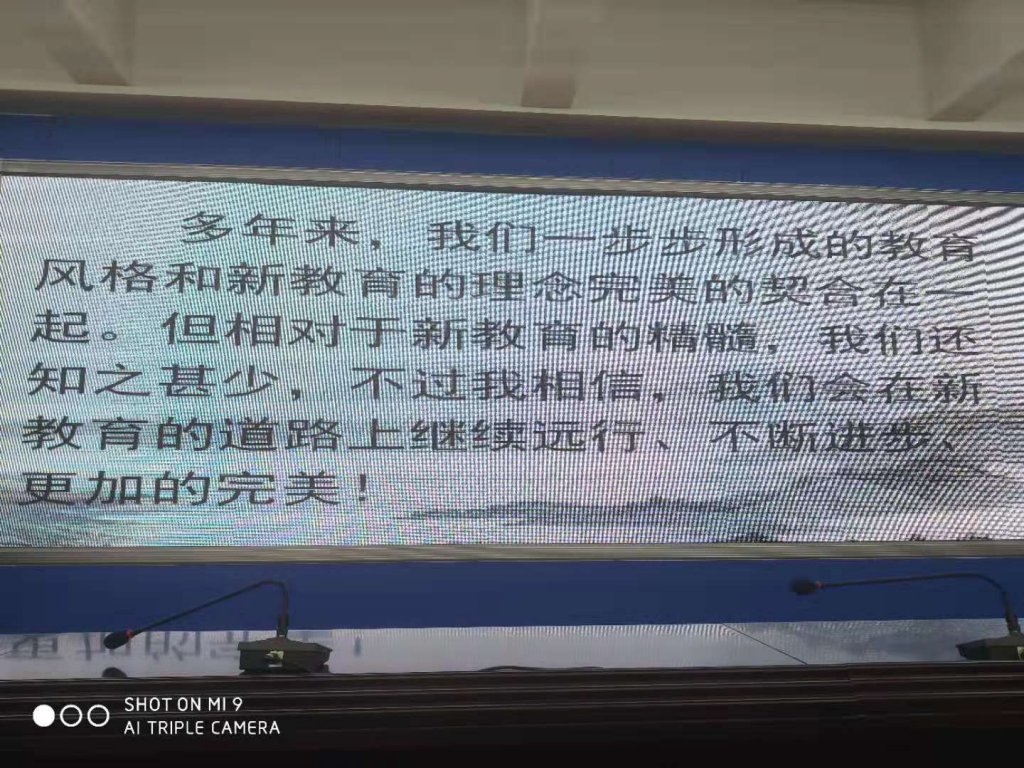 多年来，我们一步步形成的教育
风格和新教育的理念完美的契合在一
起。但相对于新教育的精髓，我们还
知之甚少，不过我相信，我们会在新
教育的道路上继续远行、不断进步、
更加的完美！
SHOT ON MI 9
AI TRIPLE CAMERA